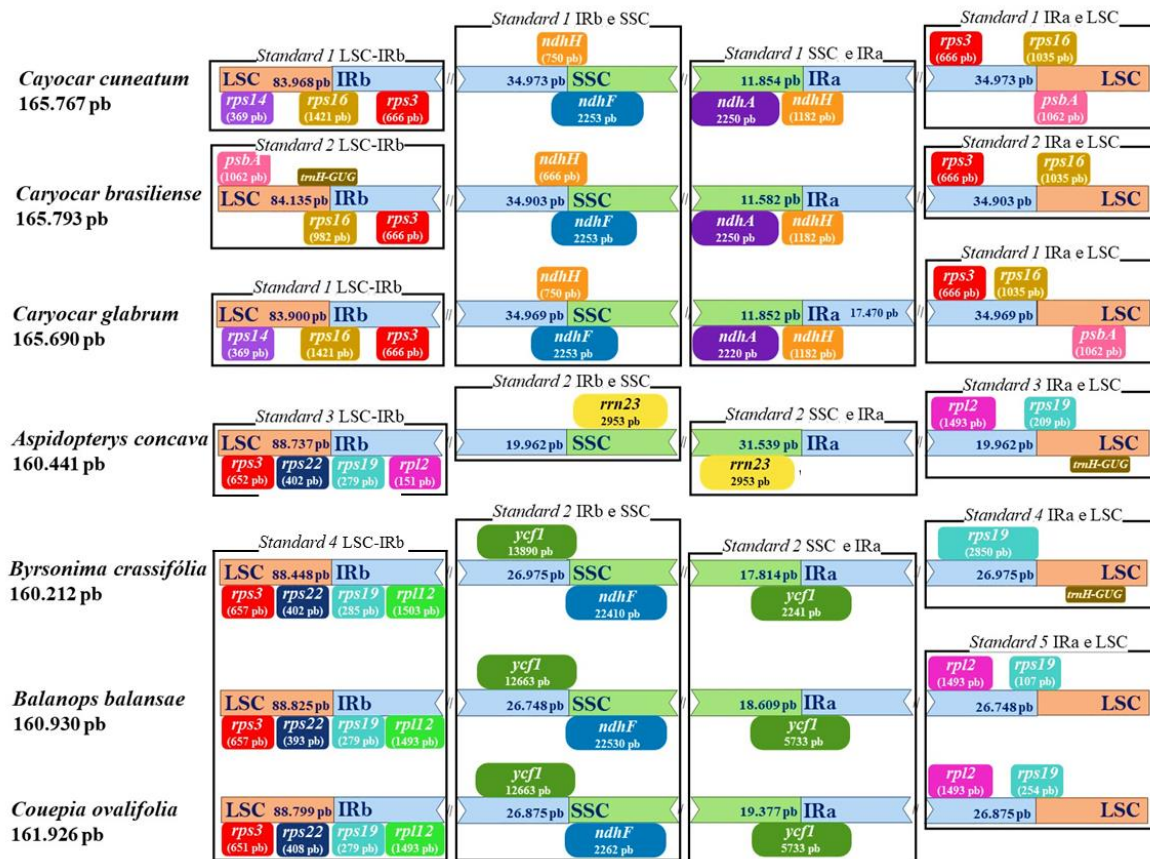 Standard 1 IRb e SSC
Standard 1 LSC-IRb
Standard 1 SSC e IRa
Standard 1 IRa e LSC
Cayocar cuneatum
165.767 pb
LSC 83.968 pb IRb
rps14 (369 pb)
rps16 (1421 pb)
rps3 (666 pb)
//
ndhH (750 pb)
34.973 pb SSC
ndhF 2253 pb
//
11.854 pb IRa
ndhA 2250 pb
ndhH (1182 pb)
//
rps3 (666 pb)
rps16 (1035 pb)
34.973 pb LSC
psbA (1062 pb)
Standard 2 LSC-IRb
Standard 2 IRa e LSC
Caryocar brasiliense
165.793 pb
psbA (1062 pb)
trnH-GUG
LSC 84.135 pb IRb
rps16 (982 pb)
rps3 (666 pb)
//
ndhH (666 pb)
34.903 pb SSC
ndhF 2253 pb
//
11.582 pb IRa
ndhA 2250 pb
ndhH (1182 pb)
//
rps3 (666 pb)
rps16 (1035 pb)
34.903 pb LSC
Standard 1 LSC-IRb
Standard 1 IRa e LSC
Caryocar glabrum
165.690 pb
LSC 83.900 pb IRb
rps14 (369 pb)
rps16 (1421 pb)
rps3 (666 pb)
//
ndhH (750 pb)
34.969 pb SSC
ndhF 2253 pb
//
11.852 pb IRa 17.470 pb
ndhA 2220 pb
ndhH (1182 pb)
//
rps3 (666 pb)
rps16 (1035 pb)
34.969 pb LSC
psbA (1062 pb)
Standard 3 LSC-IRb
Standard 2 IRb e SSC
Standard 2 SSC e IRa
Standard 3 IRa e LSC
Aspidopterys concava
160.441 pb
LSC 88.737 pb IRb
rps3 (652 pb)
rps22 (402 pb)
rps19 (279 pb)
rpl2 (151 pb)
//
rrn23 2953 pb
19.962 pb SSC
//
31.539 pb IRa
rrn23 2953 pb
//
rpl2 (1493 pb)
rps19 (209 pb)
19.962 pb LSC
trnH-GUG
Standard 4 LSC-IRb
Standard 2 IRb e SSC
Standard 2 SSC e IRa
Standard 4 IRa e LSC
Byrsonima crassifólia
160.212 pb
LSC 88.448 pb IRb
rps3 (657 pb)
rps22 (402 pb)
rps19 (285 pb)
rpl12 (1503 pb)
//
ycf1 13890 pb
26.975 pb SSC
ndhF 22410 pb
//
17.814 pb IRa
ycf1 2241 pb
//
rps19 (2850 pb)
26.975 pb LSC
trnH-GUG
Standard 5 IRa e LSC
Balanops balansae
160.930 pb
LSC 88.825 pb IRb
rps3 (657 pb)
rps22 (393 pb)
rps19 (279 pb)
rpl12 (1493 pb)
//
ycf1 12663 pb
26.748 pb SSC
ndhF 22530 pb
//
18.609 pb IRa
ycf1 5733 pb
//
rpl2 (1493 pb)
rps19 (107 pb)
26.748 pb LSC
Couepia ovalifolia
161.926 pb
LSC 88.799 pb IRb
rps3 (651 pb)
rps22 (408 pb)
rps19 (279 pb)
rpl12 (1493 pb)
//
ycf1 12663 pb
26.875 pb SSC
ndhF 2262 pb
//
19.377 pb IRa
ycf1 5733 pb
//
rpl2 (1493 pb)
rps19 (254 pb)
26.875 pb LSC